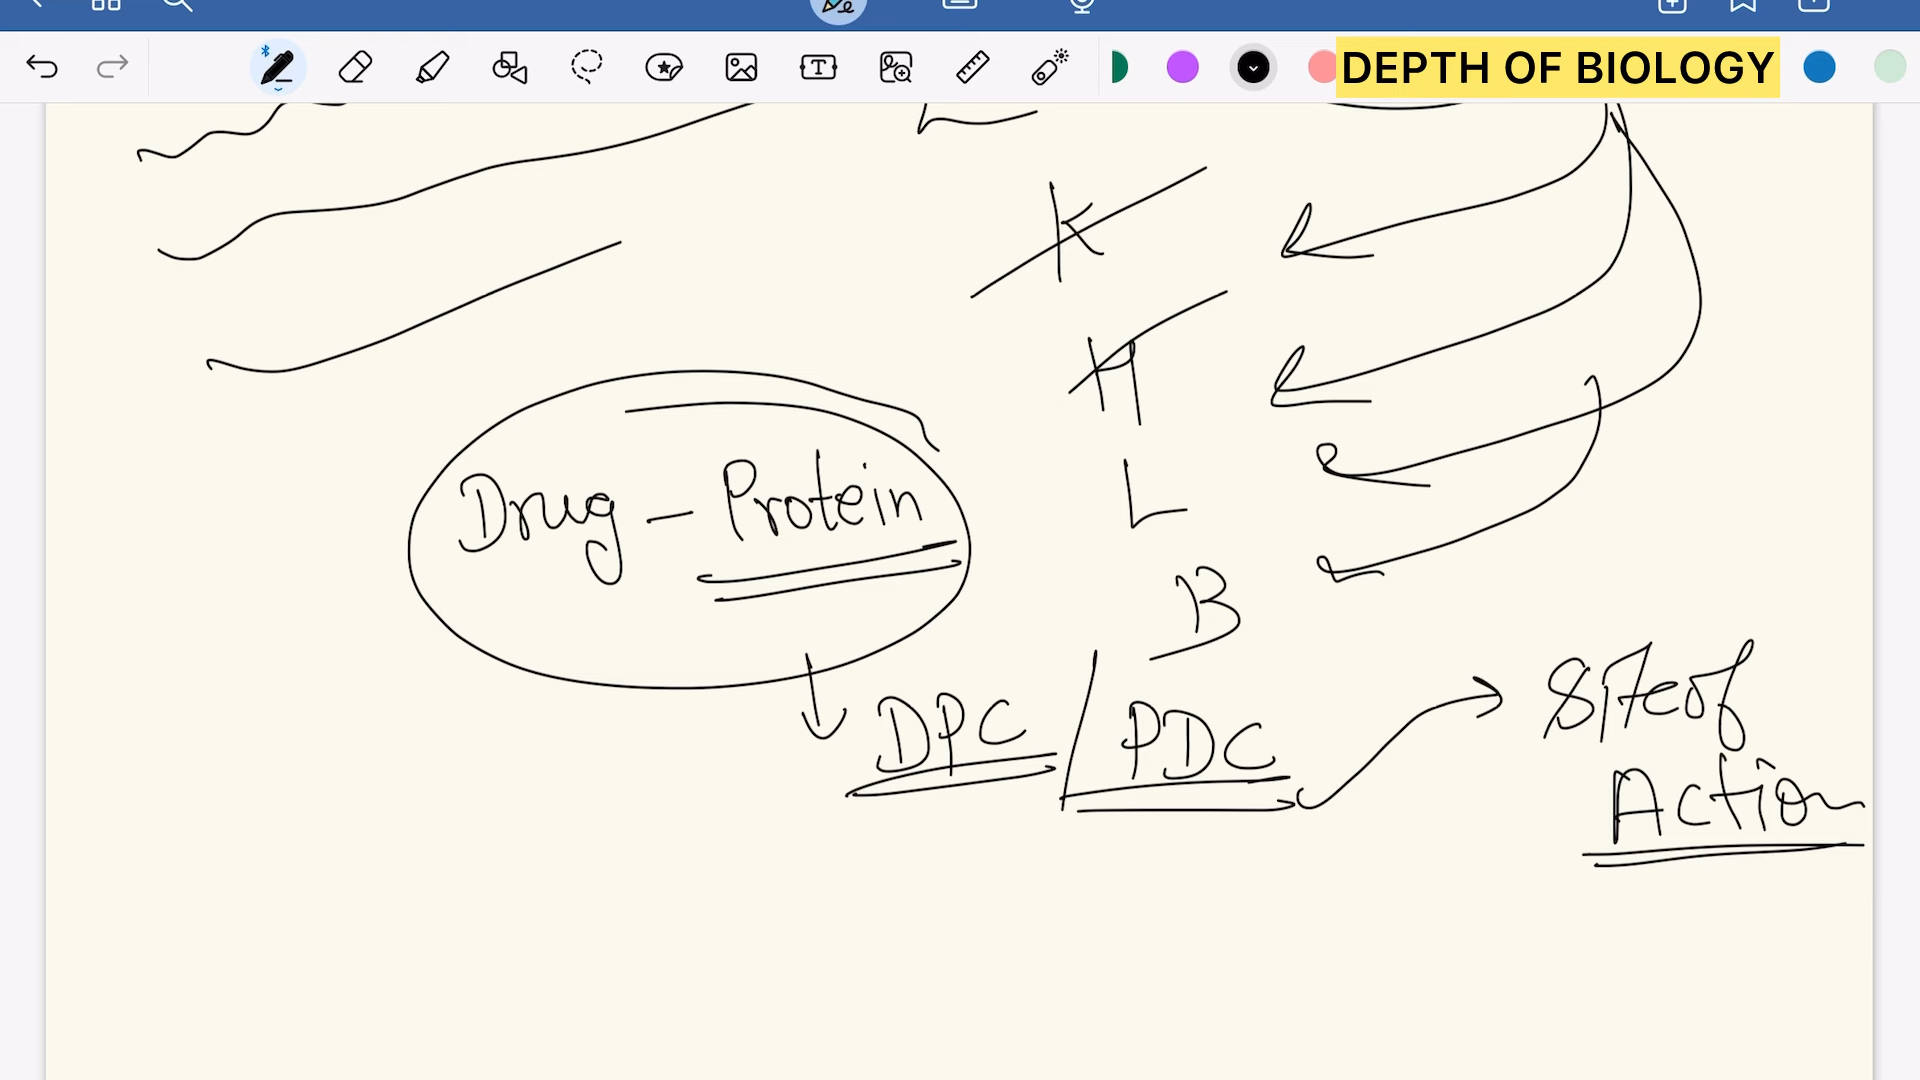 DEPTH OF BIOLOGY
K
H
L
Drug - Protein
B
DPC / PDC
Site of
Action